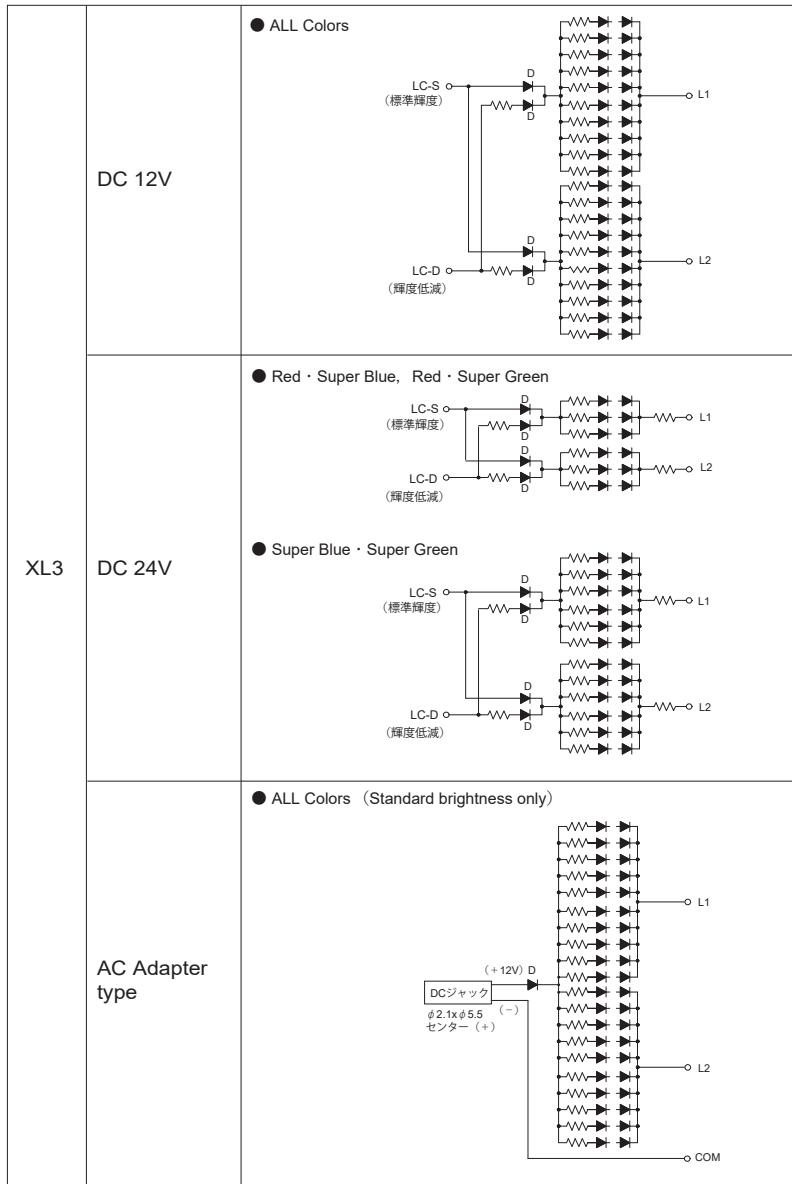 XL3
DC 12V
● ALL Colors
D
LC-S
（標準輝度）
D
L1
D
LC-D
（輝度低減）
D
L2
DC 24V
● Red・Super Blue, Red・Super Green
D
LC-S
（標準輝度）
D
L1
D
LC-D
（輝度低減）
D
L2
● Super Blue・Super Green
D
LC-S
（標準輝度）
D
L1
D
LC-D
（輝度低減）
D
L2
AC Adapter
type
● ALL Colors （Standard brightness only）
L1
（+12V） D
DCジャック
（−）
φ2.1xφ5.5
センター（+）
L2
COM